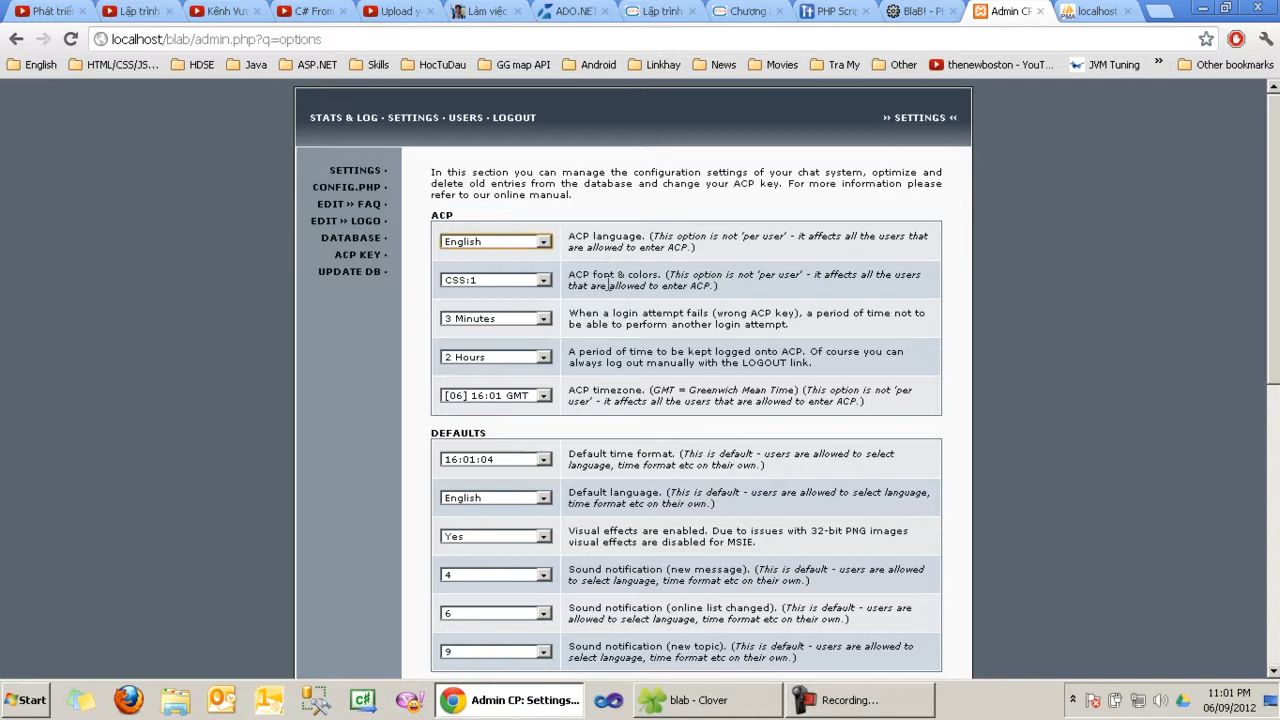 Phát triể
Lập trình
Kênh Vư
C# From
Upload y
Làm việc
ADO.NET
Lập trình
Chương
PHP Scrip
BlaB! - Ph
Admin CP
localhost
localhost/blab/admin.php?q=options
English
HTML/CSS/JS...
HDSE
Java
ASP.NET
Skills
HocTuDau
GG map API
Android
Linkhay
News
Movies
Tra My
Other
thenewboston - YouT...
JVM Tuning
»
Other bookmarks
STATS & LOG · SETTINGS · USERS · LOGOUT
›› SETTINGS ‹‹
SETTINGS ·
CONFIG.PHP ·
EDIT ›› FAQ ·
EDIT ›› LOGO ·
DATABASE ·
ACP KEY ·
UPDATE DB ·
In this section you can manage the configuration settings of your chat system, optimize and
delete old entries from the database and change your ACP key. For more information please
refer to our online manual.
ACP
English
ACP language. (This option is not 'per user' - it affects all the users that
are allowed to enter ACP.)
CSS:1
ACP font & colors. (This option is not 'per user' - it affects all the users
that are allowed to enter ACP.)
3 Minutes
When a login attempt fails (wrong ACP key), a period of time not to
be able to perform another login attempt.
2 Hours
A period of time to be kept logged onto ACP. Of course you can
always log out manually with the LOGOUT link.
[06] 16:01 GMT
ACP timezone. (GMT = Greenwich Mean Time) (This option is not 'per
user' - it affects all the users that are allowed to enter ACP.)
DEFAULTS
16:01:04
Default time format. (This is default - users are allowed to select
language, time format etc on their own.)
English
Default language. (This is default - users are allowed to select language,
time format etc on their own.)
Yes
Visual effects are enabled. Due to issues with 32-bit PNG images
visual effects are disabled for MSIE.
4
Sound notification (new message). (This is default - users are allowed
to select language, time format etc on their own.)
6
Sound notification (online list changed). (This is default - users are
allowed to select language, time format etc on their own.)
9
Sound notification (new topic). (This is default - users are allowed to
select language, time format etc on their own.)
Start
Admin CP: Settings...
blab - Clover
Recording...
11:01 PM
06/09/2012